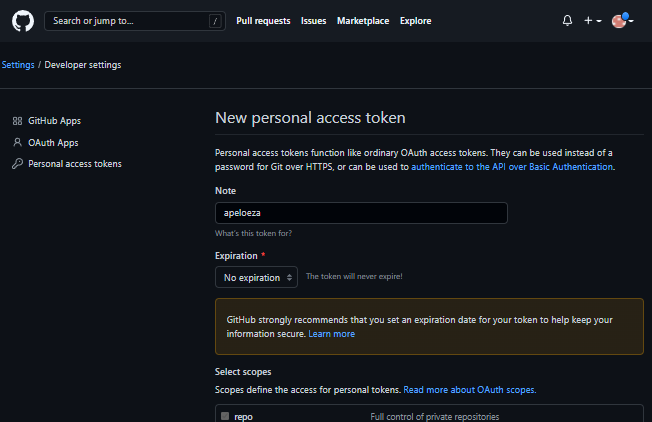 Search or jump to... /
Pull requests Issues Marketplace Explore
Settings / Developer settings
GitHub Apps
OAuth Apps
Personal access tokens
New personal access token
Personal access tokens function like ordinary OAuth access tokens. They can be used instead of a
password for Git over HTTPS, or can be used to authenticate to the API over Basic Authentication.
Note
apeloeza
What's this token for?
Expiration *
No expiration The token will never expire!
GitHub strongly recommends that you set an expiration date for your token to help keep your
information secure. Learn more
Select scopes
Scopes define the access for personal tokens. Read more about OAuth scopes.
repo Full control of private repositories